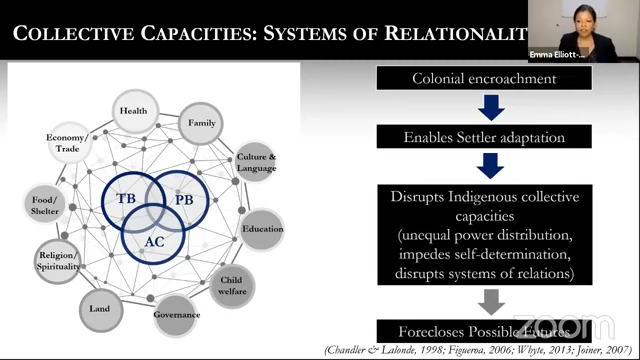 COLLECTIVE CAPACITIES: SYSTEMS OF RELATIONALIT
Emma Elliott-
Health
Family
Economy/
Trade
Culture &
Language
TB
PB
Food/
Shelter
AC
Education
Religion/
Spirituality
Child
welfare
Land
Governance
Colonial encroachment
Enables Settler adaptation
Disrupts Indigenous collective
capacities
(unequal power distribution,
impedes self-determination,
disrupts systems of relations)
Forecloses Possible Futures
zoom
(Chandler & Lalonde, 1998; Figueroa, 2006; Whyte, 2013; Joiner, 2007)